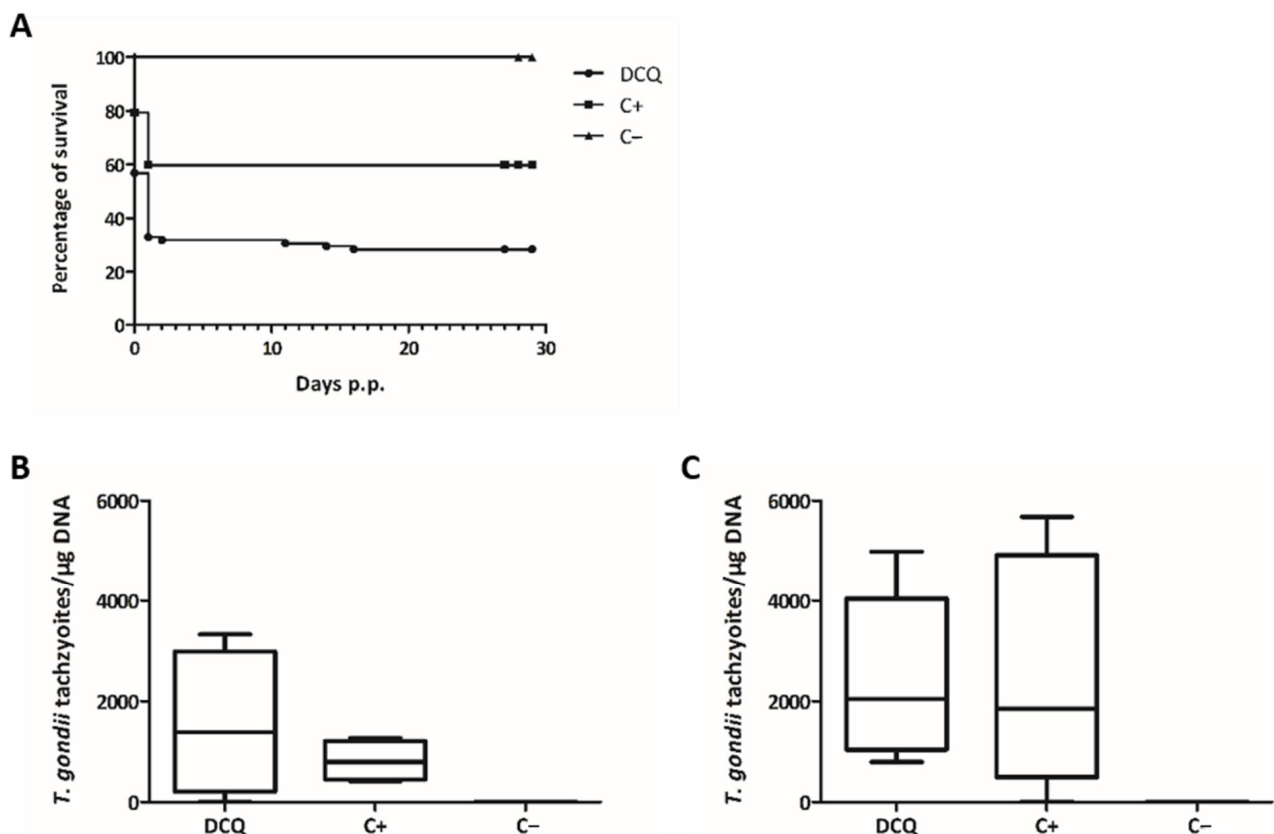 A
Percentage of survival
100
80
60
40
20
0
0 10 20 30
Days p.p.
DCQ
C+
C−
B
T. gondii tachzyoites/µg DNA
6000
4000
2000
0
DCQ C+ C−
C
T. gondii tachzyoites/µg DNA
6000
4000
2000
0
DCQ C+ C−